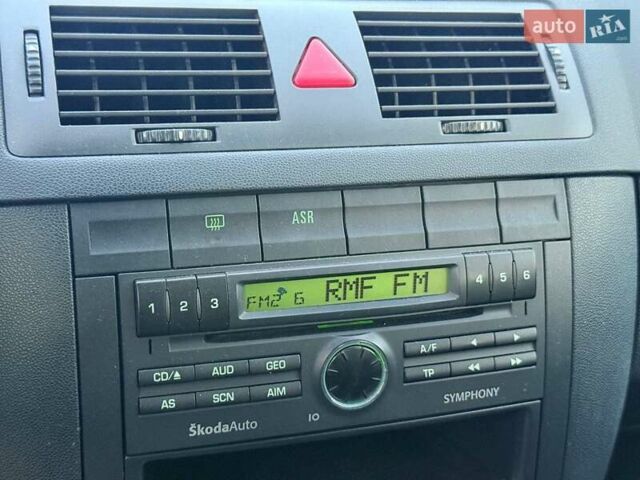 auto RIA
.com
ASR
1 2 3
FM2 6 RMF FM
4 5 6
CD/⏏ AUD GEO
AS SCN AIM
A/F ◄ ►
TP ◄◄ ►►
ŠkodaAuto
IO
SYMPHONY